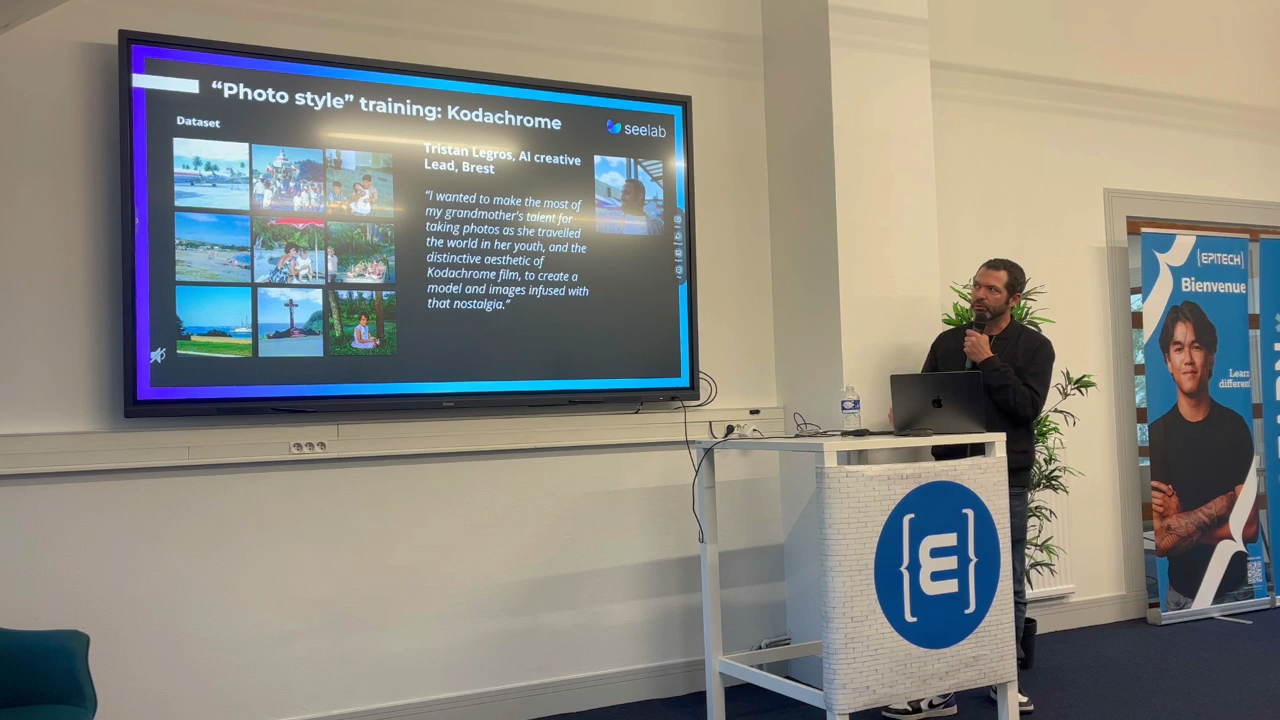 “Photo style” training: Kodachrome
seelab
Dataset
Tristan Legros, AI creative
Lead, Brest
“I wanted to make the most of
my grandmother's talent for
taking photos as she travelled
the world in her youth, and the
distinctive aesthetic of
Kodachrome film, to create a
model and images infused with
that nostalgia.”
{E}
{EPITECH}
Bienvenue
Learn